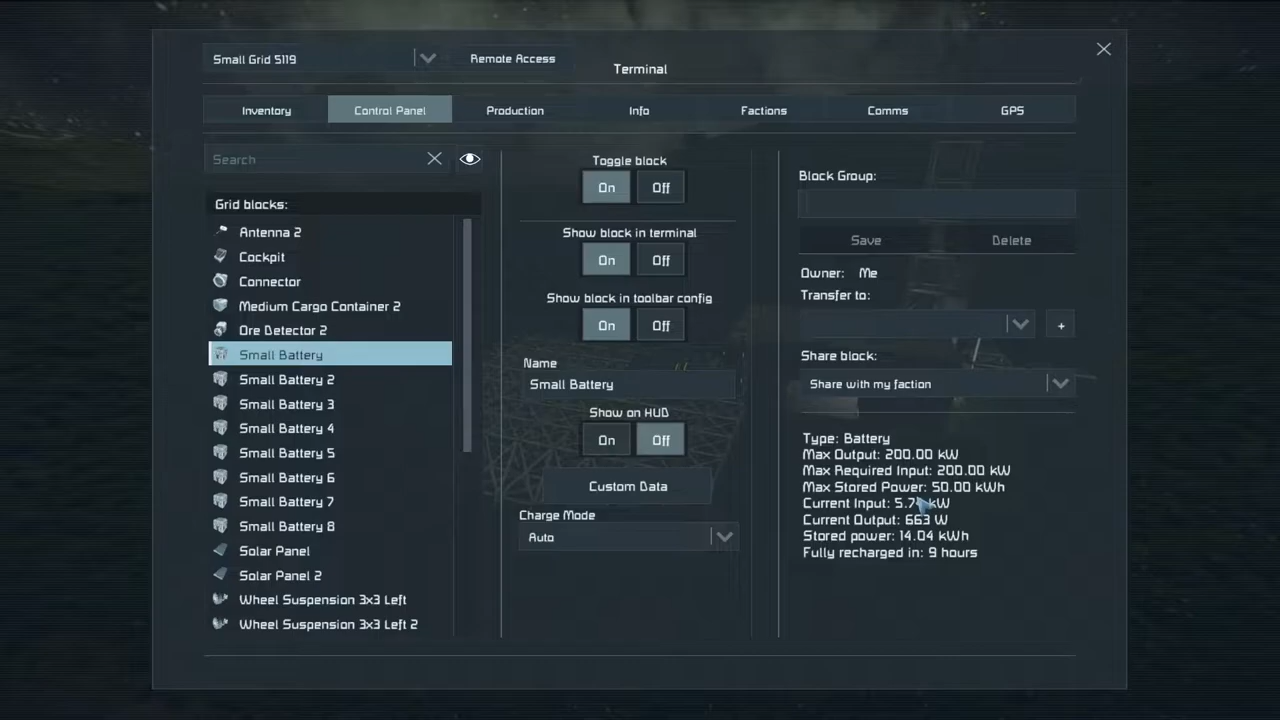 Small Grid 5119
Remote Access
Terminal
Inventory
Control Panel
Production
Info
Factions
Comms
GPS
Search
Grid blocks:
Antenna 2
Cockpit
Connector
Medium Cargo Container 2
Ore Detector 2
Small Battery
Small Battery 2
Small Battery 3
Small Battery 4
Small Battery 5
Small Battery 6
Small Battery 7
Small Battery 8
Solar Panel
Solar Panel 2
Wheel Suspension 3x3 Left
Wheel Suspension 3x3 Left 2
Toggle block
On Off
Show block in terminal
On Off
Show block in toolbar config
On Off
Name
Small Battery
Show on HUD
On Off
Custom Data
Charge Mode
Auto
Block Group:
Save Delete
Owner: Me
Transfer to:
+
Share block:
Share with my faction
Type: Battery
Max Output: 200.00 kW
Max Required Input: 200.00 kW
Max Stored Power: 50.00 kWh
Current Input: kW
Current Output: 663 W
Stored power: 14.04 kWh
Fully recharged in: 9 hours